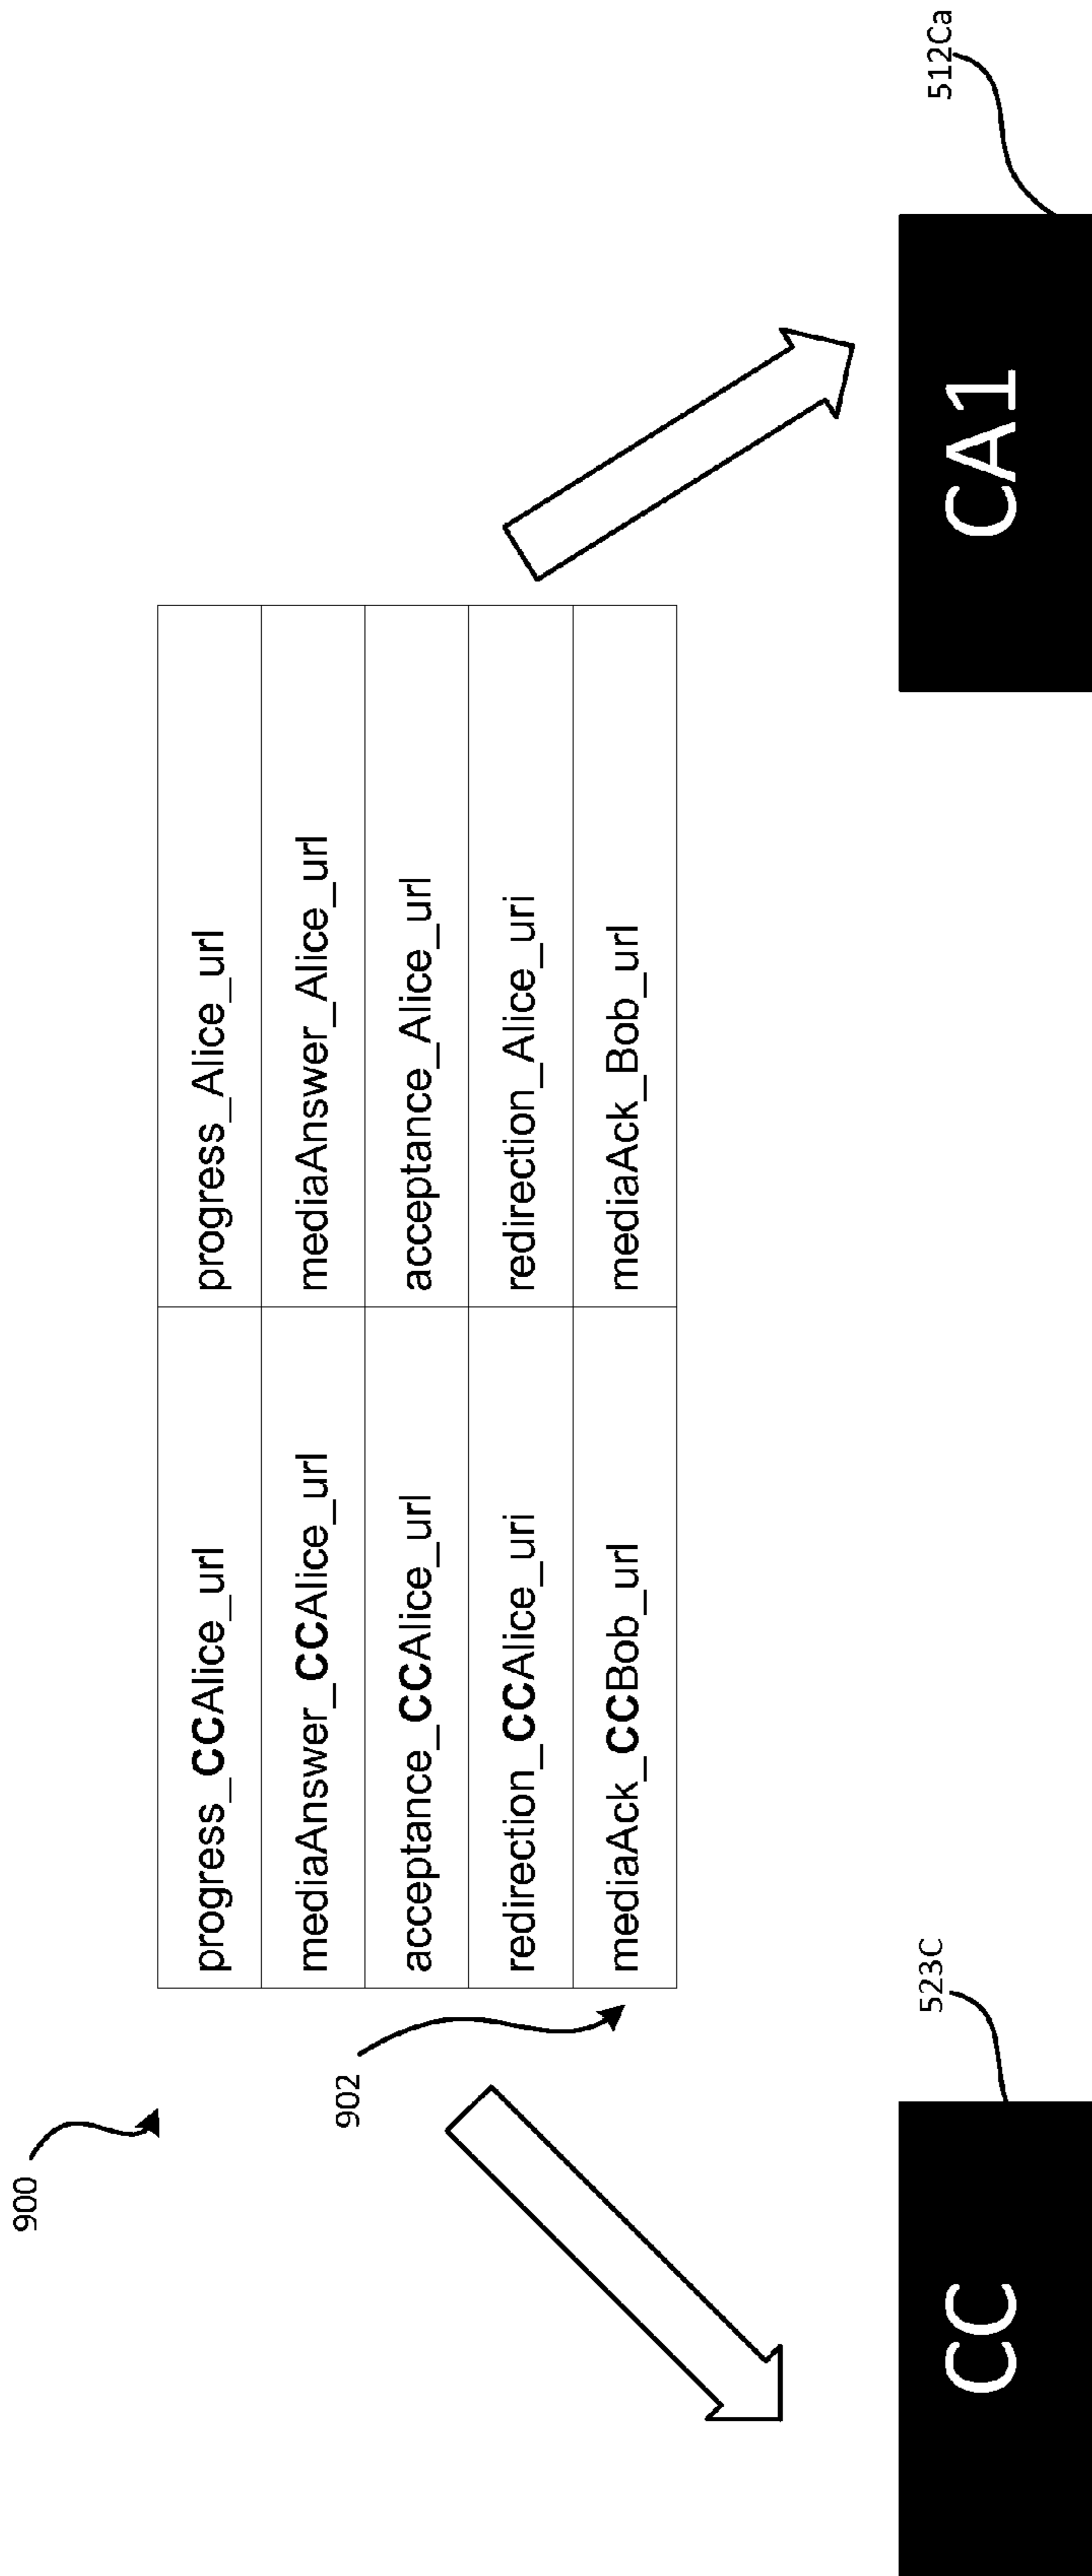 900
902
progress_CCAlice_url progress_Alice_url
mediaAnswer_CCAlice_url mediaAnswer_Alice_url
acceptance_CCAlice_url acceptance_Alice_url
redirection_CCAlice_uri redirection_Alice_uri
mediaAck_CCBob_url mediaAck_Bob_url
523C
512Ca
CC
CA1